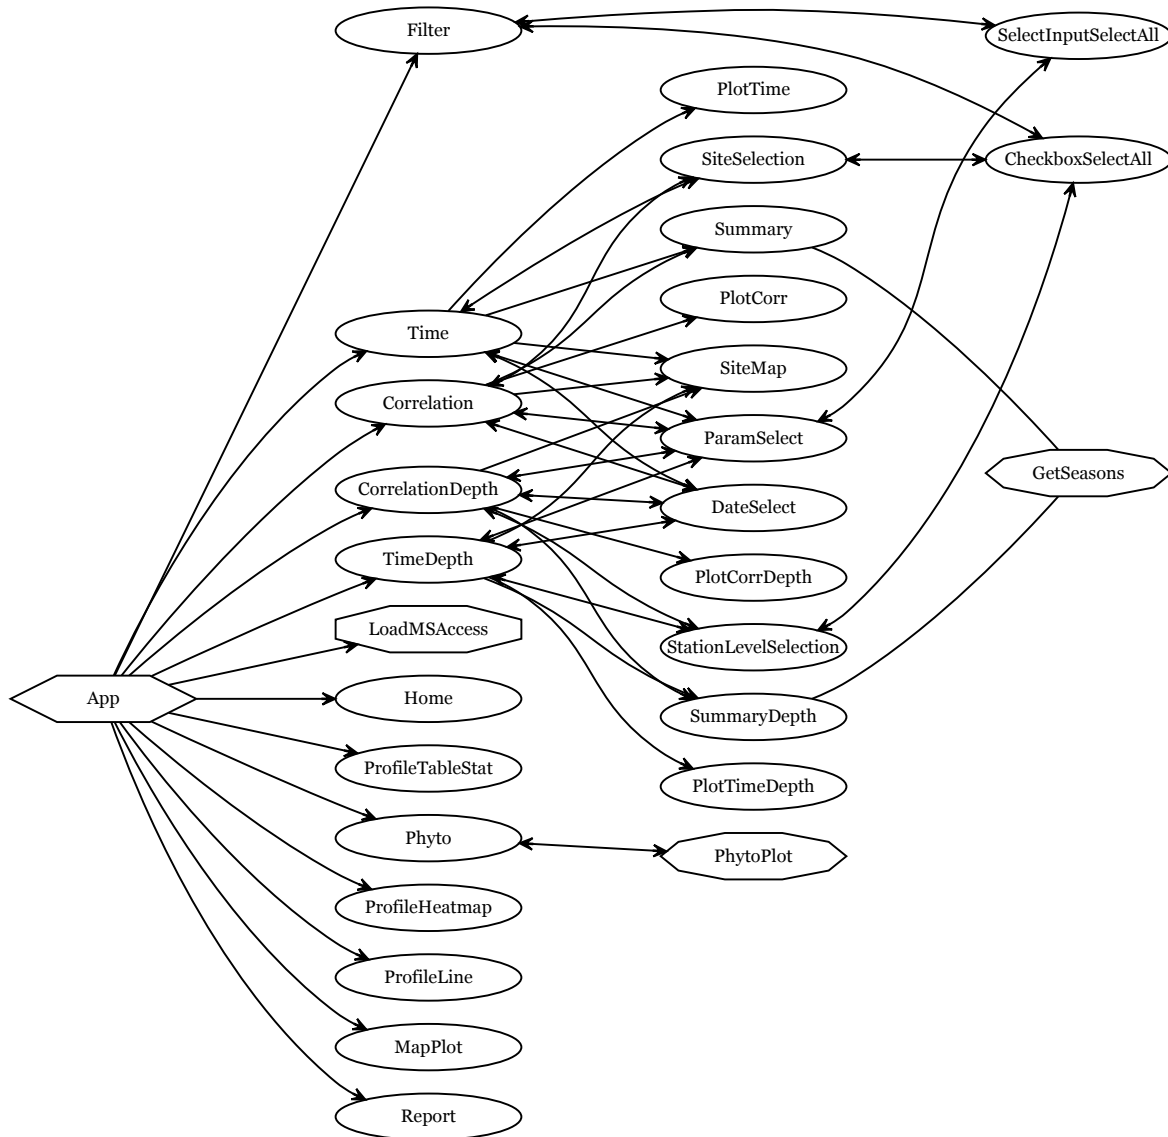 Filter
SelectInputSelectAll
PlotTime
SiteSelection
CheckboxSelectAll
Summary
PlotCorr
Time
SiteMap
Correlation
ParamSelect
GetSeasons
CorrelationDepth
DateSelect
TimeDepth
PlotCorrDepth
LoadMSAccess
StationLevelSelection
App
Home
SummaryDepth
ProfileTableStat
PlotTimeDepth
Phyto
PhytoPlot
ProfileHeatmap
ProfileLine
MapPlot
Report